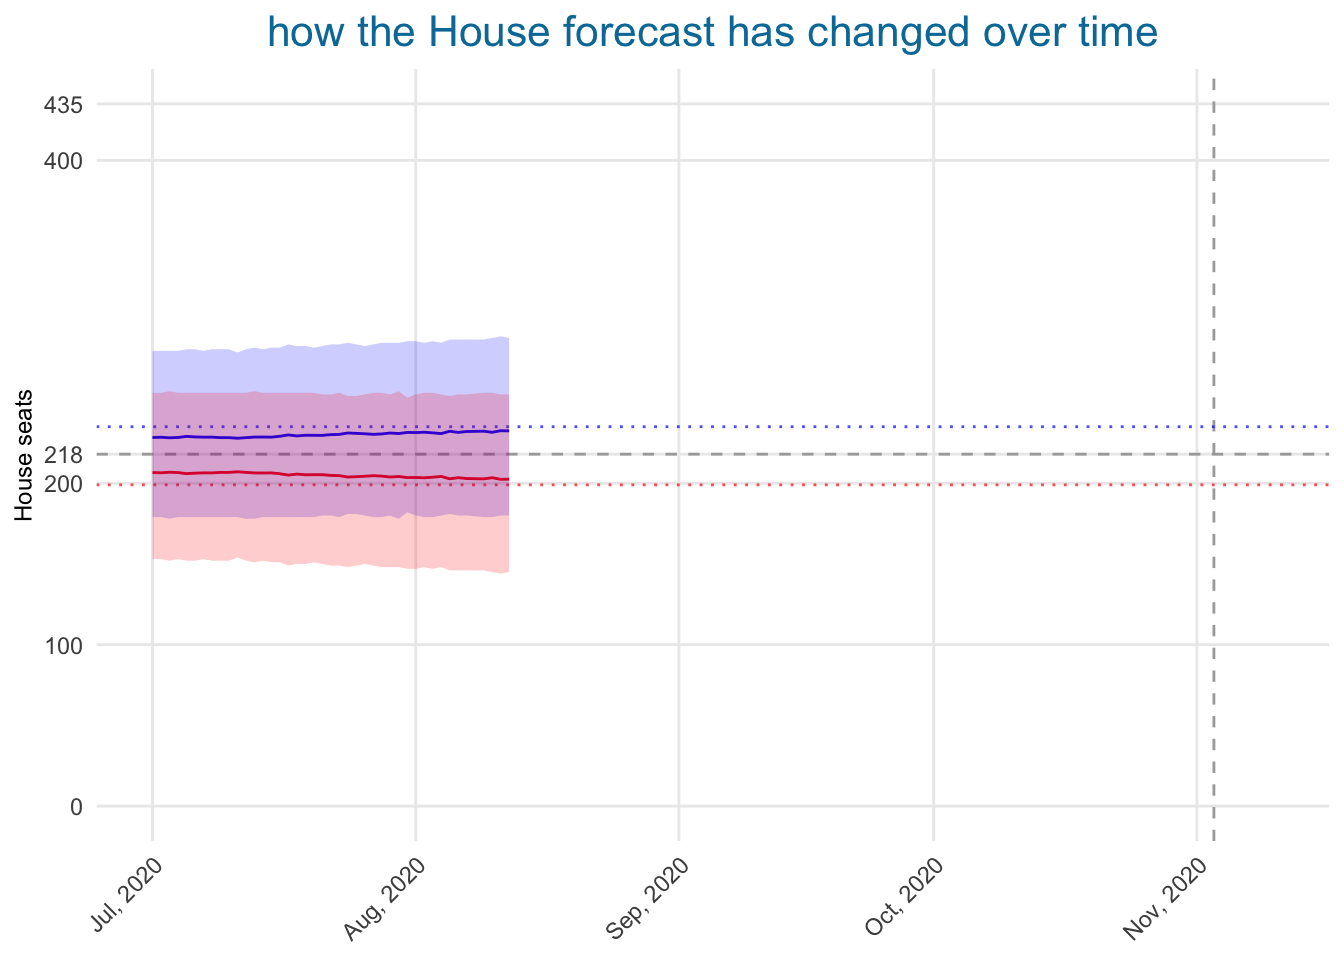 how the House forecast has changed over time
435
400
218
200
100
0
House seats
Jul, 2020
Aug, 2020
Sep, 2020
Oct, 2020
Nov, 2020